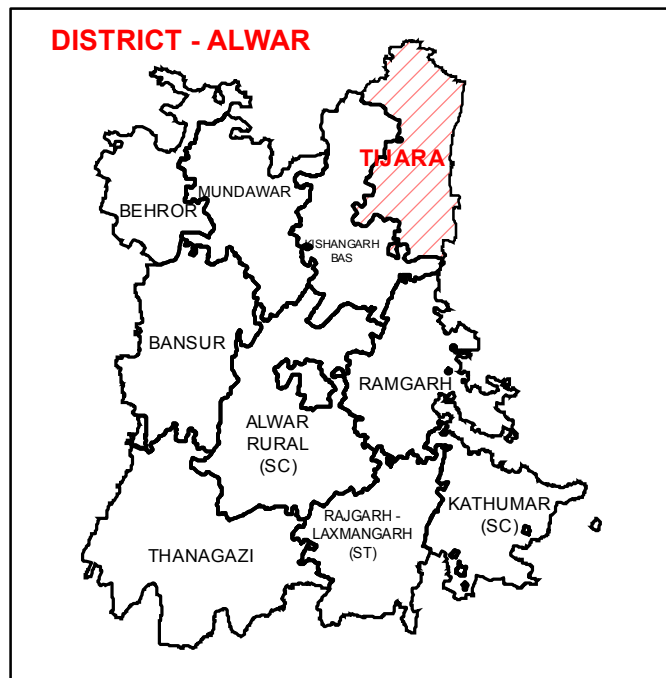 DISTRICT - ALWAR
TIJARA
MUNDAWAR
BEHROR
KISHANGARH
BAS
BANSUR
RAMGARH
ALWAR
RURAL
(SC)
KATHUMAR
(SC)
RAJGARH -
LAXMANGARH
(ST)
THANAGAZI